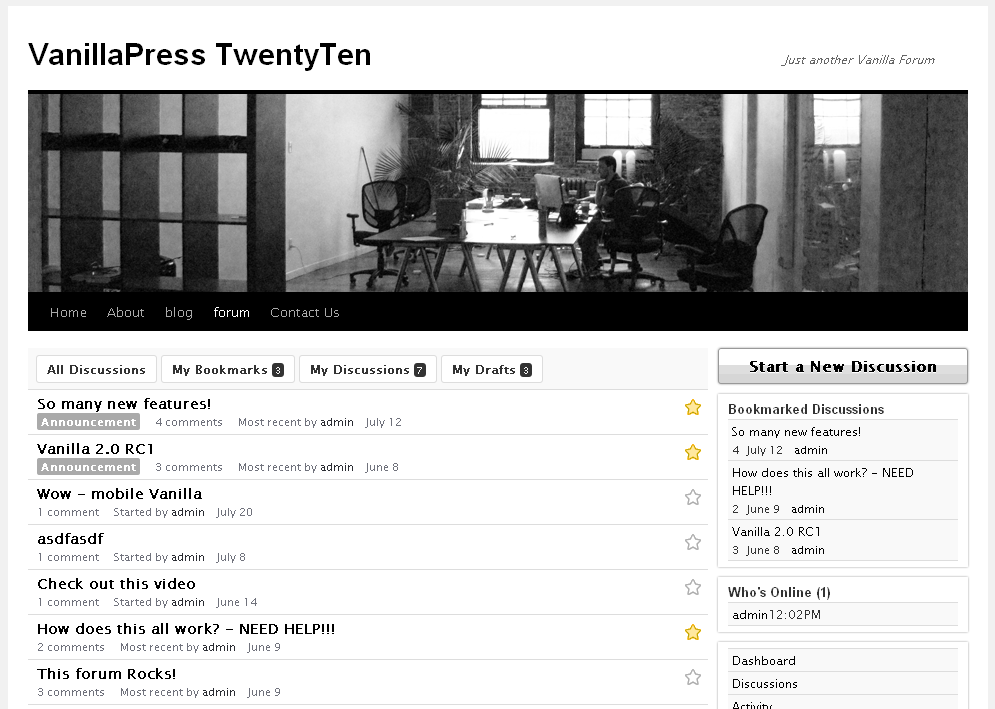 VanillaPress TwentyTen
Just another Vanilla Forum
Home About blog forum Contact Us
All Discussions My Bookmarks 3 My Discussions 7 My Drafts 3
So many new features!
Announcement 4 comments Most recent by admin July 12
Vanilla 2.0 RC1
Announcement 3 comments Most recent by admin June 8
Wow - mobile Vanilla
1 comment Started by admin July 20
asdfasdf
1 comment Started by admin July 8
Check out this video
1 comment Started by admin June 14
How does this all work? - NEED HELP!!!
2 comments Most recent by admin June 9
This forum Rocks!
3 comments Most recent by admin June 9
Start a New Discussion
Bookmarked Discussions
So many new features!
4 July 12 admin
How does this all work? - NEED
HELP!!!
2 June 9 admin
Vanilla 2.0 RC1
3 June 8 admin
Who's Online (1)
admin12:02PM
Dashboard
Discussions
Activity